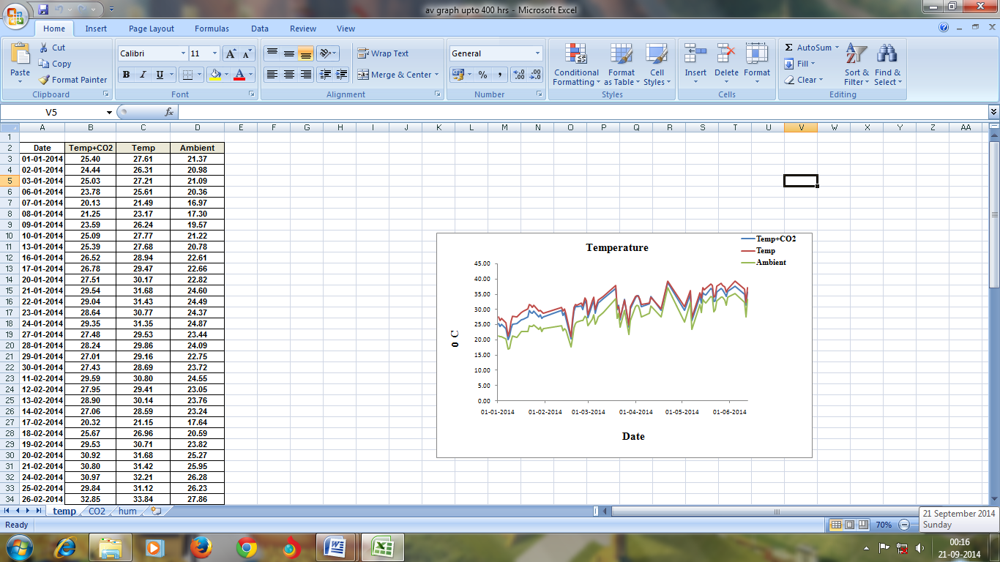 av graph upto 400 hrs - Microsoft Excel
Home Insert Page Layout Formulas Data Review View
Paste
Cut
Copy
Format Painter
Clipboard
Calibri 11
B I U
Font
Wrap Text
Merge & Center
Alignment
General
% ,
Number
Conditional Formatting
Format as Table
Cell Styles
Styles
Insert Delete Format
Cells
AutoSum
Fill
Clear
Sort & Filter
Find & Select
Editing
V5 fx
A B C D E F G H I J K L M N O P Q R S T U V W X Y Z AA
1
2 Date Temp+CO2 Temp Ambient
3 01-01-2014 25.40 27.61 21.37
4 02-01-2014 24.44 26.31 20.98
5 03-01-2014 25.03 27.21 21.09
6 06-01-2014 23.78 25.61 20.36
7 07-01-2014 20.13 21.49 16.97
8 08-01-2014 21.25 23.17 17.30
9 09-01-2014 23.59 26.24 19.57
10 10-01-2014 25.09 27.77 21.22
11 13-01-2014 25.39 27.68 20.78
12 16-01-2014 26.52 28.94 22.61
13 17-01-2014 26.78 29.47 22.66
14 20-01-2014 27.51 30.17 22.82
15 21-01-2014 29.54 31.68 24.60
16 22-01-2014 29.04 31.43 24.49
17 23-01-2014 28.64 30.77 24.37
18 24-01-2014 29.35 31.35 24.87
19 27-01-2014 27.48 29.53 23.44
20 28-01-2014 28.24 29.86 24.09
21 29-01-2014 27.01 29.16 22.75
22 30-01-2014 27.43 28.69 23.72
23 11-02-2014 29.59 30.80 24.55
24 12-02-2014 27.95 29.41 23.05
25 13-02-2014 28.90 30.14 23.76
26 14-02-2014 27.06 28.59 23.24
27 17-02-2014 20.32 21.15 17.64
28 18-02-2014 25.67 26.96 20.59
29 19-02-2014 29.53 30.71 23.82
30 20-02-2014 30.92 31.68 25.27
31 21-02-2014 30.80 31.42 25.95
32 24-02-2014 30.97 32.21 26.28
33 25-02-2014 29.84 31.12 26.23
34 26-02-2014 32.85 33.84 27.86
Temperature
Temp+CO2
Temp
Ambient
45.00
40.00
35.00
30.00
25.00
20.00
15.00
10.00
5.00
0.00
0 C
01-01-2014 01-02-2014 01-03-2014 01-04-2014 01-05-2014 01-06-2014
Date
temp CO2 hum
Ready
70%
21 September 2014
Sunday
00:16
21-09-2014